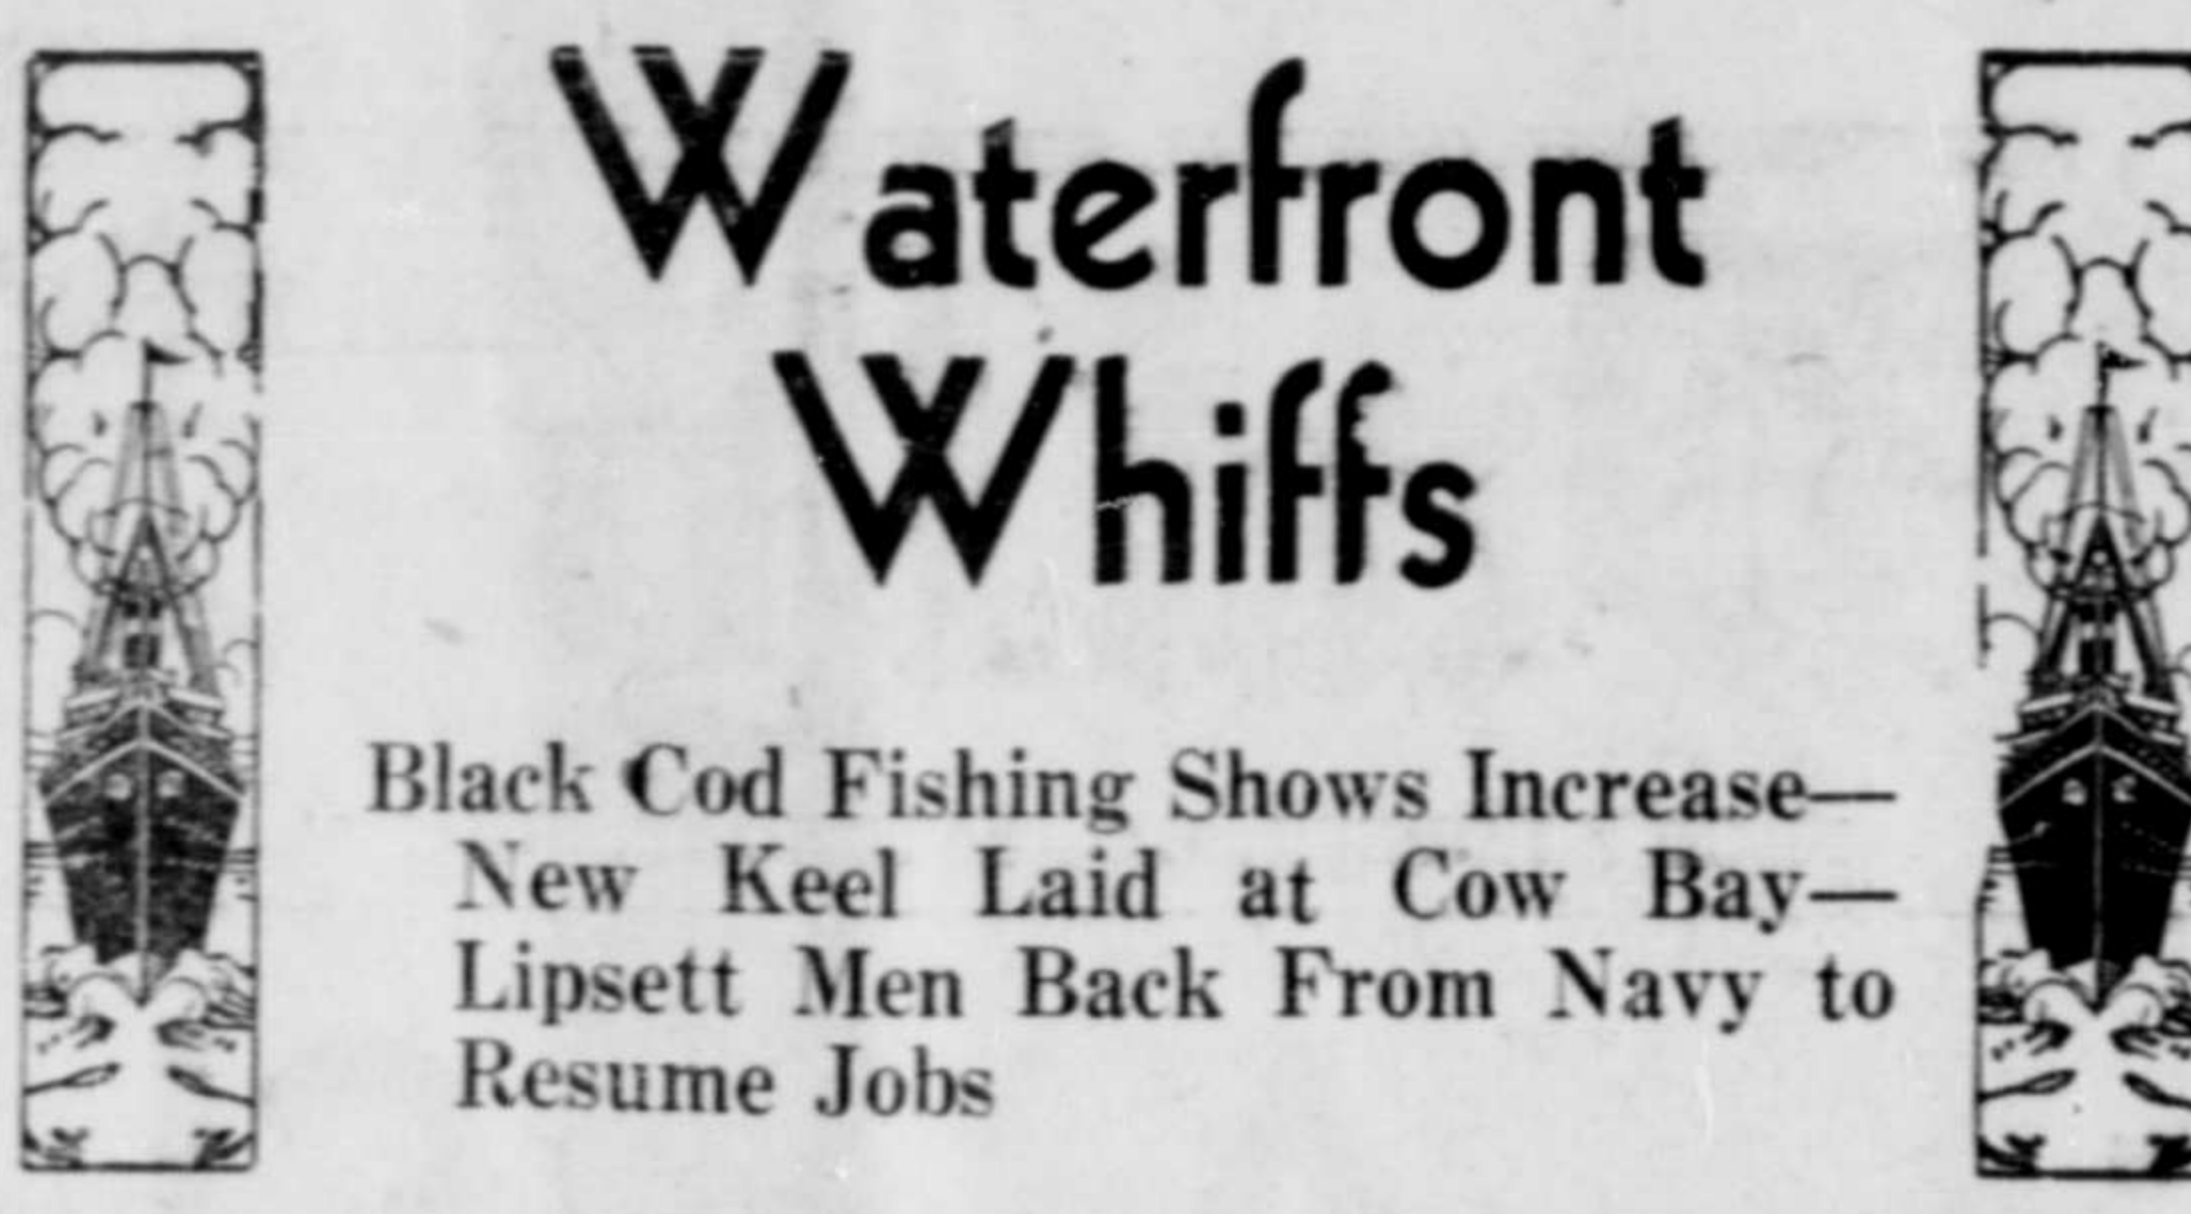 Waterfront
Whiffs
Black Cod Fishing Shows Increase—
New Keel Laid at Cow Bay—
Lipsett Men Back From Navy to
Resume Jobs